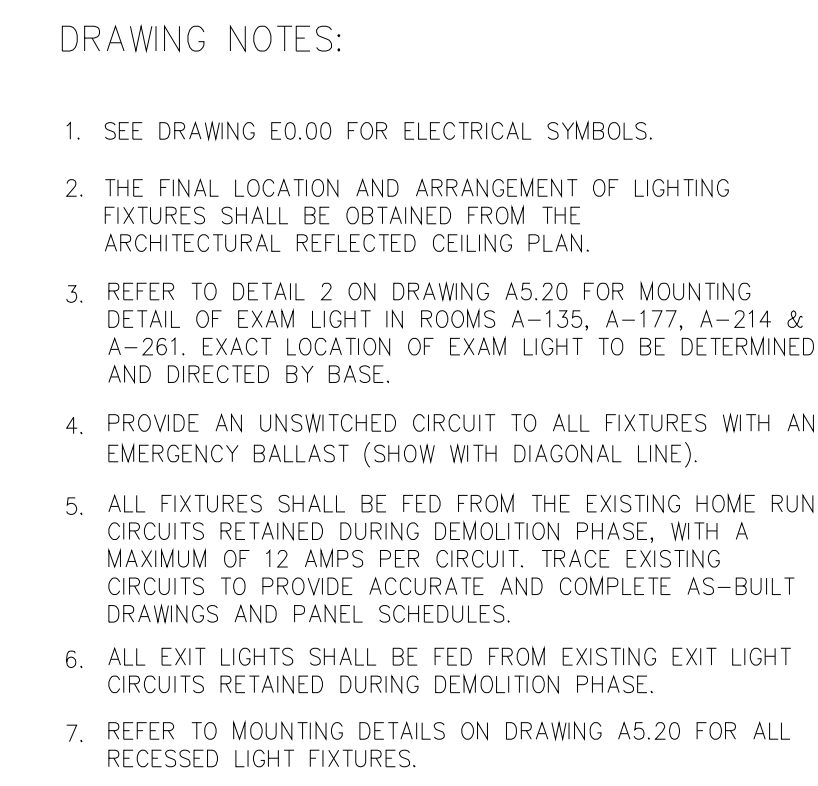 DRAWING NOTES:
1. SEE DRAWING E0.00 FOR ELECTRICAL SYMBOLS.
2. THE FINAL LOCATION AND ARRANGEMENT OF LIGHTING
FIXTURES SHALL BE OBTAINED FROM THE
ARCHITECTURAL REFLECTED CEILING PLAN.
3. REFER TO DETAIL 2 ON DRAWING A5.20 FOR MOUNTING
DETAIL OF EXAM LIGHT IN ROOMS A-135, A-177, A-214 &
A-261. EXACT LOCATION OF EXAM LIGHT TO BE DETERMINED
AND DIRECTED BY BASE.
4. PROVIDE AN UNSWITCHED CIRCUIT TO ALL FIXTURES WITH AN
EMERGENCY BALLAST (SHOW WITH DIAGONAL LINE).
5. ALL FIXTURES SHALL BE FED FROM THE EXISTING HOME RUN
CIRCUITS RETAINED DURING DEMOLITION PHASE, WITH A
MAXIMUM OF 12 AMPS PER CIRCUIT. TRACE EXISTING
CIRCUITS TO PROVIDE ACCURATE AND COMPLETE AS-BUILT
DRAWINGS AND PANEL SCHEDULES.
6. ALL EXIT LIGHTS SHALL BE FED FROM EXISTING EXIT LIGHT
CIRCUITS RETAINED DURING DEMOLITION PHASE.
7. REFER TO MOUNTING DETAILS ON DRAWING A5.20 FOR ALL
RECESSED LIGHT FIXTURES.